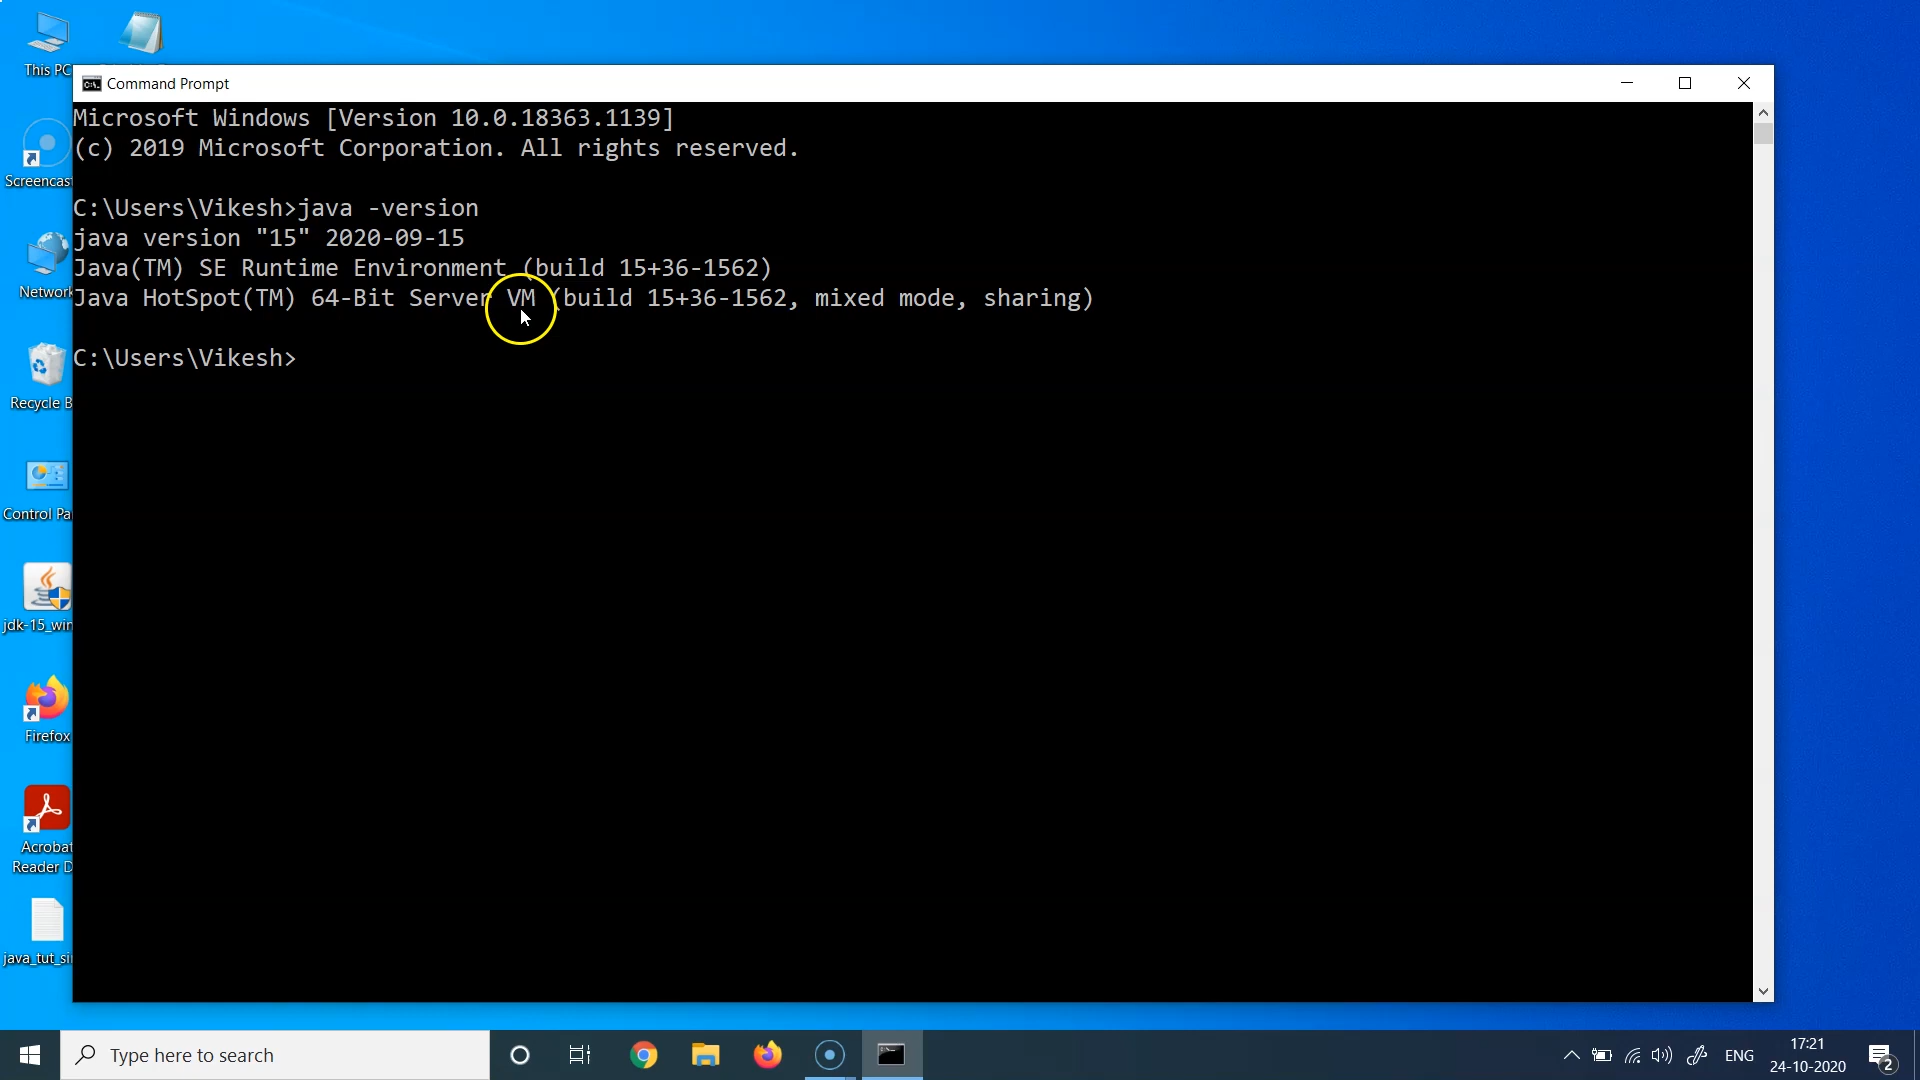 This PC
Command Prompt
Microsoft Windows [Version 10.0.18363.1139]
(c) 2019 Microsoft Corporation. All rights reserved.
C:\Users\Vikesh>java -version
java version "15" 2020-09-15
Java(TM) SE Runtime Environment (build 15+36-1562)
Java HotSpot(TM) 64-Bit Server VM (build 15+36-1562, mixed mode, sharing)
C:\Users\Vikesh>
Screencast
Network
Recycle B
Control Pa
jdk-15_win
Firefox
Acrobat
Reader D
java_tut_si
Type here to search
ENG
17:21
24-10-2020
2